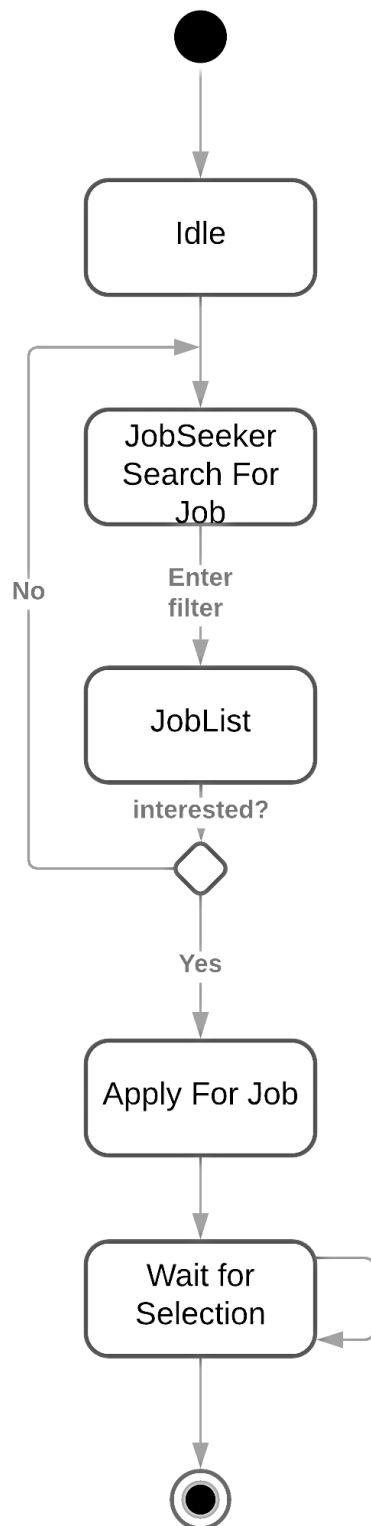 Idle
JobSeeker
Search For
Job
Enter
filter
No
JobList
interested?
Yes
Apply For Job
Wait for
Selection